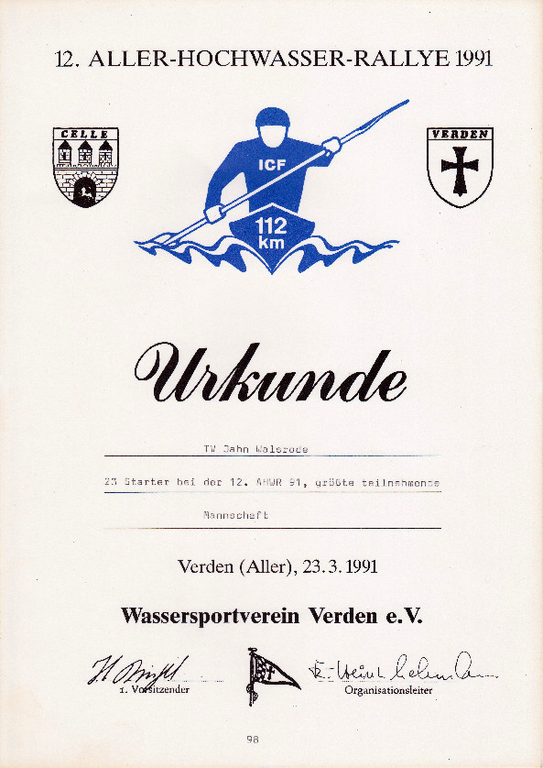 12. ALLER-HOCHWASSER-RALLYE 1991
CELLE
VERDEN
ICF
112
km
Urkunde
TV Jahn Walsrode
23 Starter bei der 12. AHWR 91, größte teilnehmende
Mannschaft
Verden (Aller), 23.3.1991
Wassersportverein Verden e.V.
1. Vorsitzender
Organisationsleiter
98